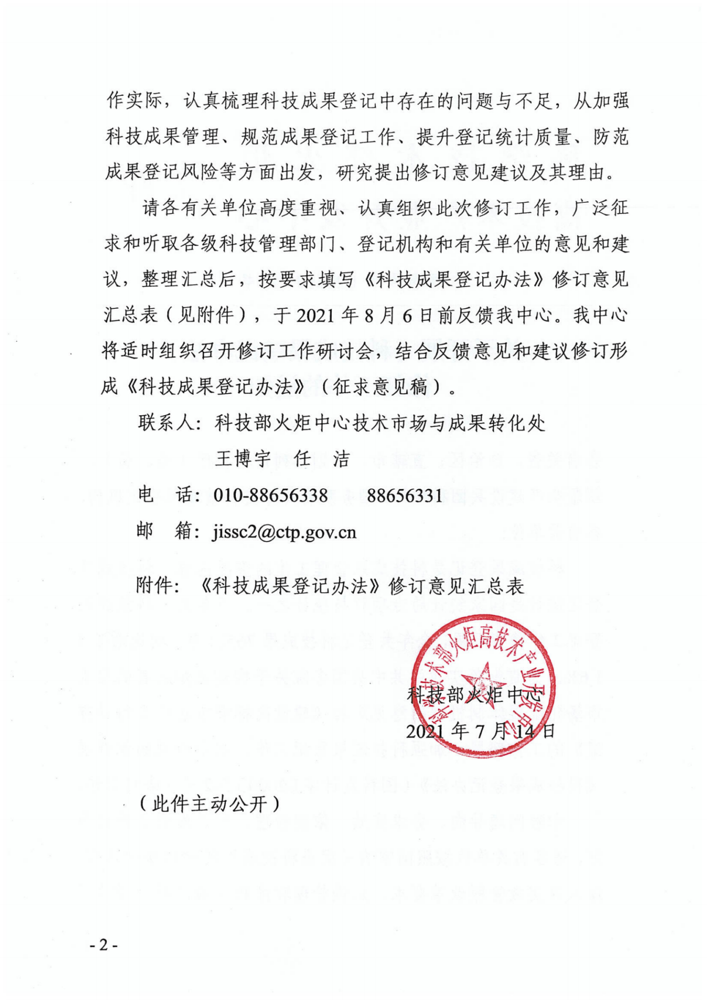 作实际，认真梳理科技成果登记中存在的问题与不足，从加强
科技成果管理、规范成果登记工作、提升登记统计质量、防范
成果登记风险等方面出发，研究提出修订意见建议及其理由。
请各有关单位高度重视、认真组织此次修订工作，广泛征
求和听取各级科技管理部门、登记机构和有关单位的意见和建
议，整理汇总后，按要求填写《科技成果登记办法》修订意见
汇总表（见附件），于 2021 年 8 月 6 日前反馈我中心。我中心
将适时组织召开修订工作研讨会，结合反馈意见和建议修订形
成《科技成果登记办法》（征求意见稿）。
联系人：科技部火炬中心技术市场与成果转化处
王博宇 任 洁
电 话：010-88656338 88656331
邮 箱：jissc2@ctp.gov.cn
附件：《科技成果登记办法》修订意见汇总表
科学技术部火炬高技术产业开发中心
科技部火炬中心
2021 年 7 月 14 日
（此件主动公开）
- 2 -